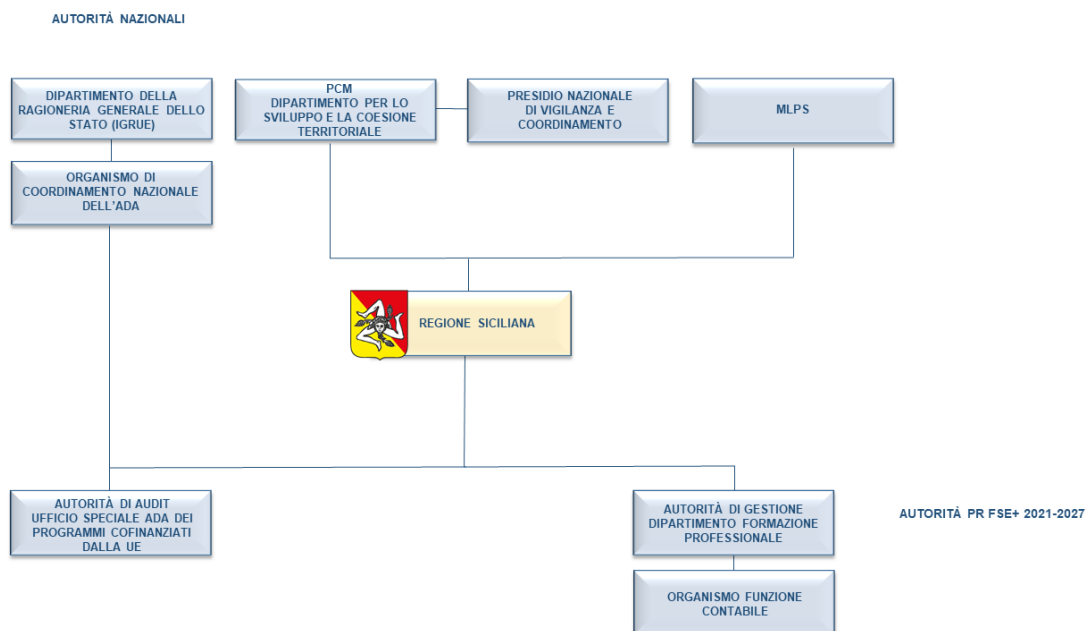 AUTORITÀ NAZIONALI
DIPARTIMENTO DELLA
RAGIONERIA GENERALE DELLO
STATO (IGRUE)
PCM
DIPARTIMENTO PER LO
SVILUPPO E LA COESIONE
TERRITORIALE
PRESIDIO NAZIONALE
DI VIGILANZA E
COORDINAMENTO
MLPS
ORGANISMO DI
COORDINAMENTO NAZIONALE
DELL'ADA
REGIONE SICILIANA
AUTORITÀ DI AUDIT
UFFICIO SPECIALE ADA DEI
PROGRAMMI COFINANZIATI
DALLA UE
AUTORITÀ DI GESTIONE
DIPARTIMENTO FORMAZIONE
PROFESSIONALE
AUTORITÀ PR FSE+ 2021-2027
ORGANISMO FUNZIONE
CONTABILE